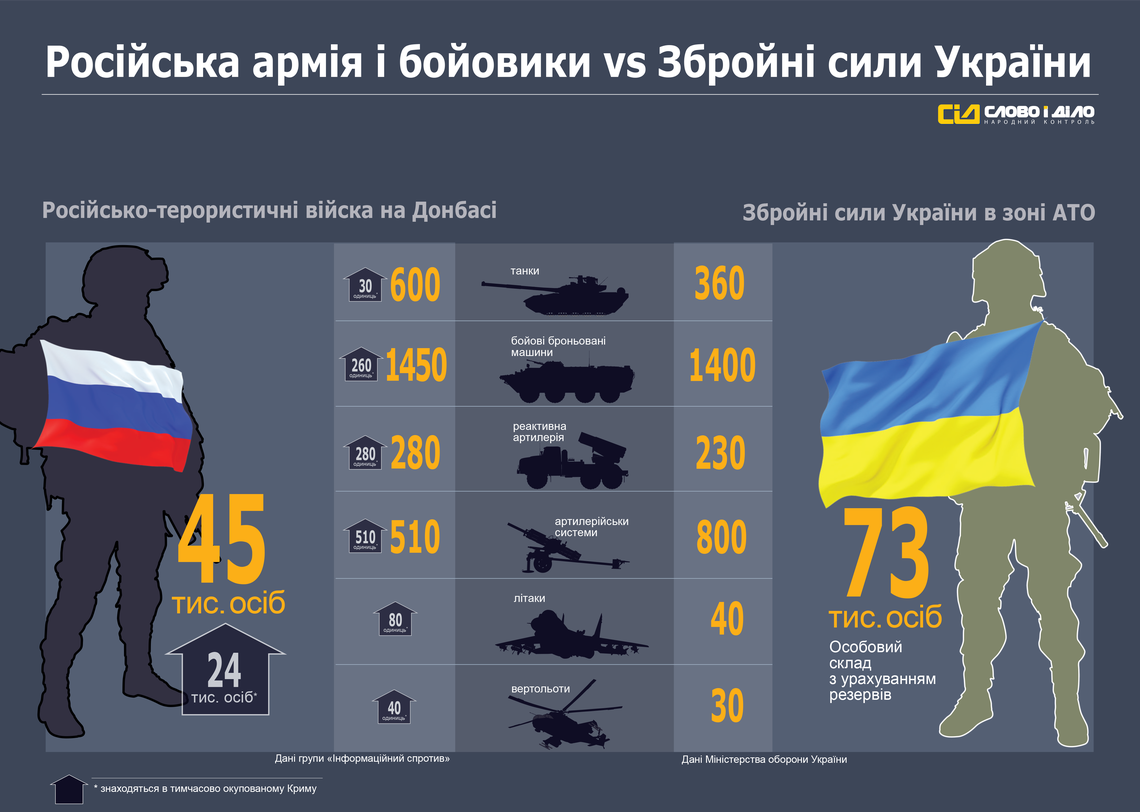 Російська армія і бойовики vs Збройні сили України
СІД СЛОВО І ДІЛО
НАРОДНИЙ КОНТРОЛЬ
Російсько-терористичні війска на Донбасі
Збройні сили України в зоні АТО
30
одиниць*
600
танки
360
260
одиниць*
1450
бойові броньовані
машини
1400
280
одиниць*
280
реактивна
артилерія
230
510
одиниць*
510
артилерійськи
системи
800
80
одиниць*
літаки
40
40
одиниць*
вертольоти
30
45
тис. осіб
24
тис. осіб*
73
тис. осіб
Особовий
склад
з урахуванням
резервів
Дані групи «Інформаційний спротив»
Дані Міністерства оборони України
* знаходяться в тимчасово окупованому Криму